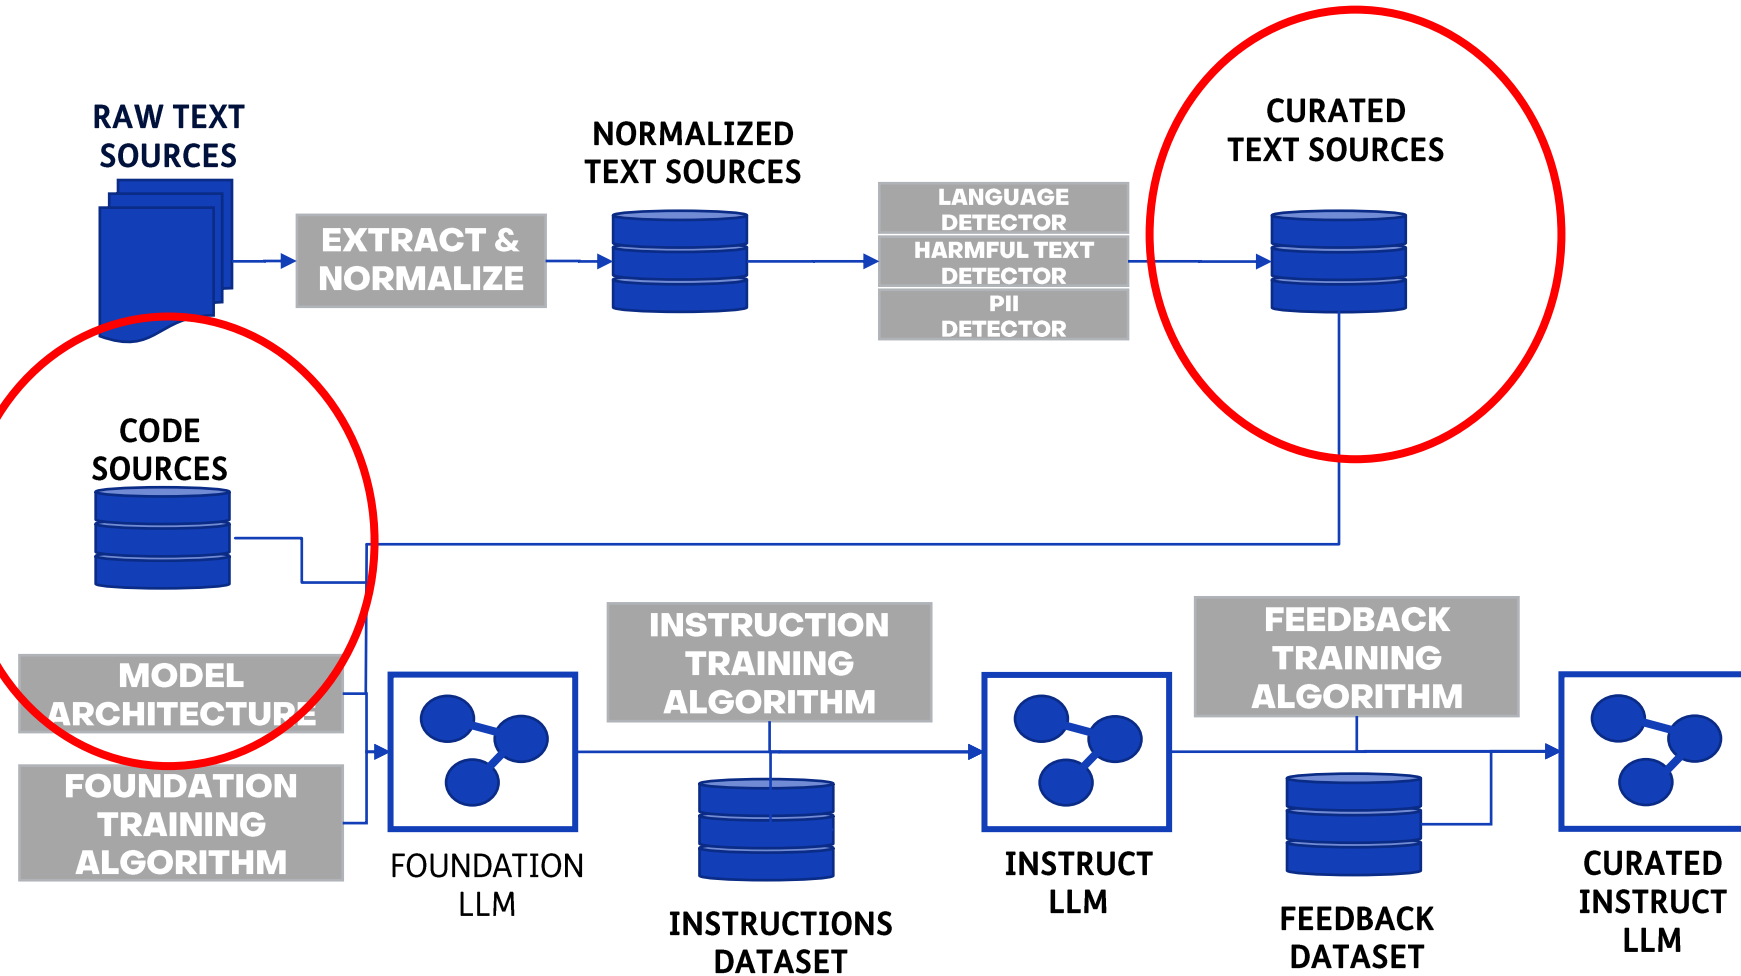 RAW TEXT
SOURCES
EXTRACT &
NORMALIZE
NORMALIZED
TEXT SOURCES
LANGUAGE
DETECTOR
HARMFUL TEXT
DETECTOR
PII
DETECTOR
CURATED
TEXT SOURCES
CODE
SOURCES
MODEL
ARCHITECTURE
FOUNDATION
TRAINING
ALGORITHM
FOUNDATION
LLM
INSTRUCTION
TRAINING
ALGORITHM
INSTRUCTIONS
DATASET
INSTRUCT
LLM
FEEDBACK
TRAINING
ALGORITHM
FEEDBACK
DATASET
CURATED
INSTRUCT
LLM